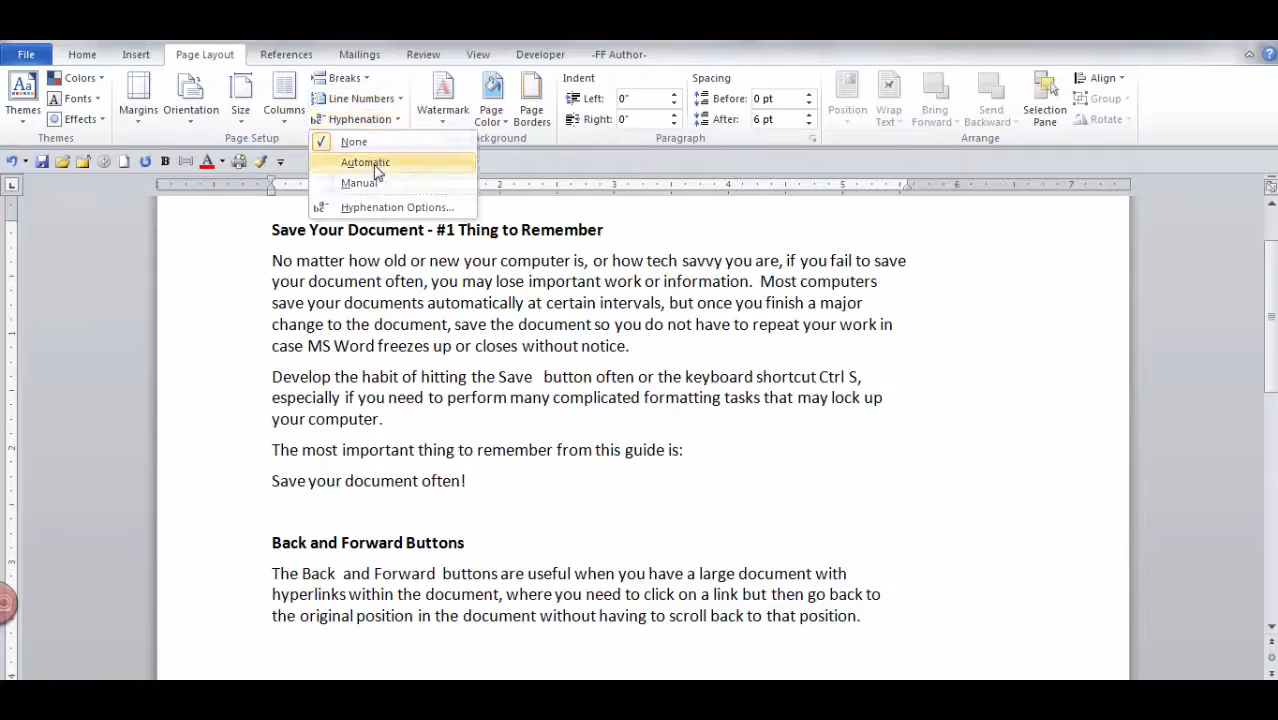 File Home Insert Page Layout References Mailings Review View Developer -FF Author-
Themes Colors Fonts Effects
Themes
Margins Orientation Size Columns Breaks Line Numbers Hyphenation
Page Setup
Watermark Page Color Page Borders
ckground
Indent
Left: 0"
Right: 0"
Spacing
Before: 0 pt
After: 6 pt
Paragraph
Position Wrap Text Bring Forward Send Backward Selection Pane Align Group Rotate
Arrange
None
Automatic
Manual
Hyphenation Options...
2 3 4 5 6 7
Save Your Document - #1 Thing to Remember
No matter how old or new your computer is, or how tech savvy you are, if you fail to save
your document often, you may lose important work or information. Most computers
save your documents automatically at certain intervals, but once you finish a major
change to the document, save the document so you do not have to repeat your work in
case MS Word freezes up or closes without notice.
Develop the habit of hitting the Save button often or the keyboard shortcut Ctrl S,
especially if you need to perform many complicated formatting tasks that may lock up
your computer.
The most important thing to remember from this guide is:
Save your document often!
Back and Forward Buttons
The Back and Forward buttons are useful when you have a large document with
hyperlinks within the document, where you need to click on a link but then go back to
the original position in the document without having to scroll back to that position.